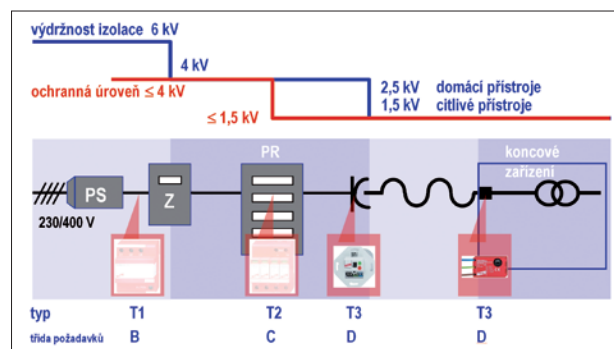 výdržnost izolace 6 kV
4 kV
ochranná úroveň ≤ 4 kV
2,5 kV domácí přístroje
1,5 kV citlivé přístroje
≤ 1,5 kV
PR
koncové
zařízení
PS
Z
230/400 V
typ T1 T2 T3 T3
třída požadavků B C D D